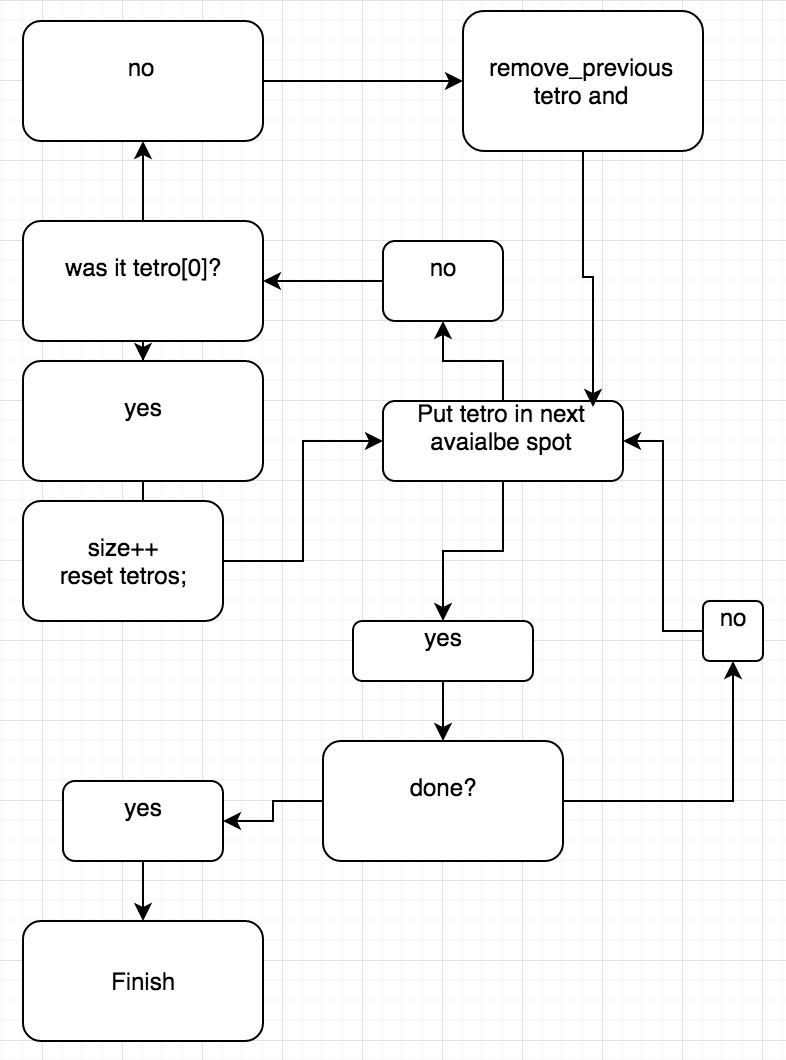 no
remove_previous
tetro and
was it tetro[0]?
no
yes
Put tetro in next
avaialbe spot
size++
reset tetros;
yes
no
done?
yes
Finish